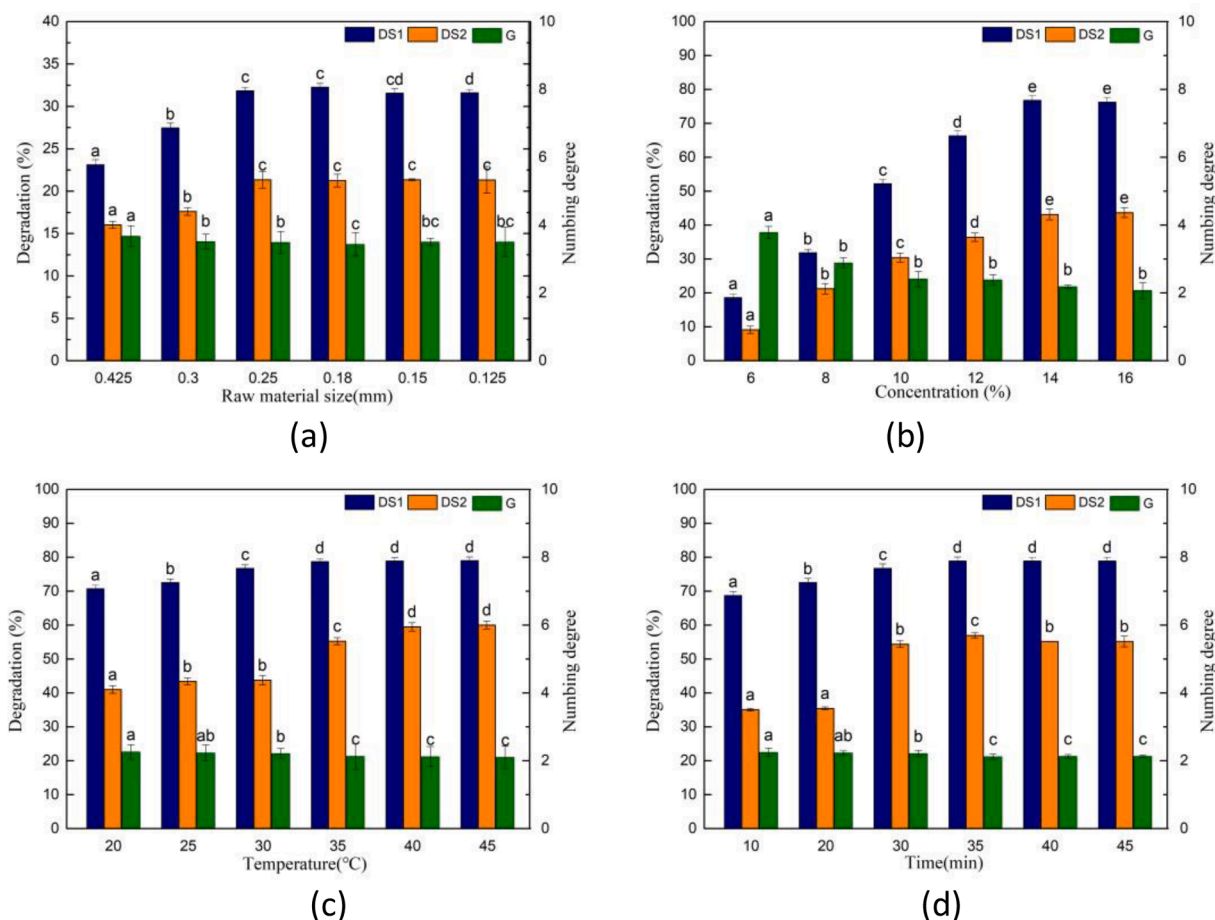 DS1 DS2 G
40
35
30
25
20
15
10
5
0
Degradation (%)
10
8
6
4
2
0
Numbing degree
a a a
b b b
c c b
c c c
cd c bc
d c bc
0.425 0.3 0.25 0.18 0.15 0.125
Raw material size(mm)
(a)
DS1 DS2 G
100
90
80
70
60
50
40
30
20
10
0
Degradation (%)
10
8
6
4
2
0
Numbing degree
a a a
b b b
c c b
d d b
e e b
e e b
6 8 10 12 14 16
Concentration (%)
(b)
DS1 DS2 G
100
90
80
70
60
50
40
30
20
10
0
Degradation (%)
10
8
6
4
2
0
Numbing degree
a a a
b b ab
c b b
d c c
d d c
d d c
20 25 30 35 40 45
Temperature(°C)
(c)
DS1 DS2 G
100
90
80
70
60
50
40
30
20
10
0
Degradation (%)
10
8
6
4
2
0
Numbing degree
a a a
b a ab
c b b
d c c
d b c
d b c
10 20 30 35 40 45
Time(min)
(d)